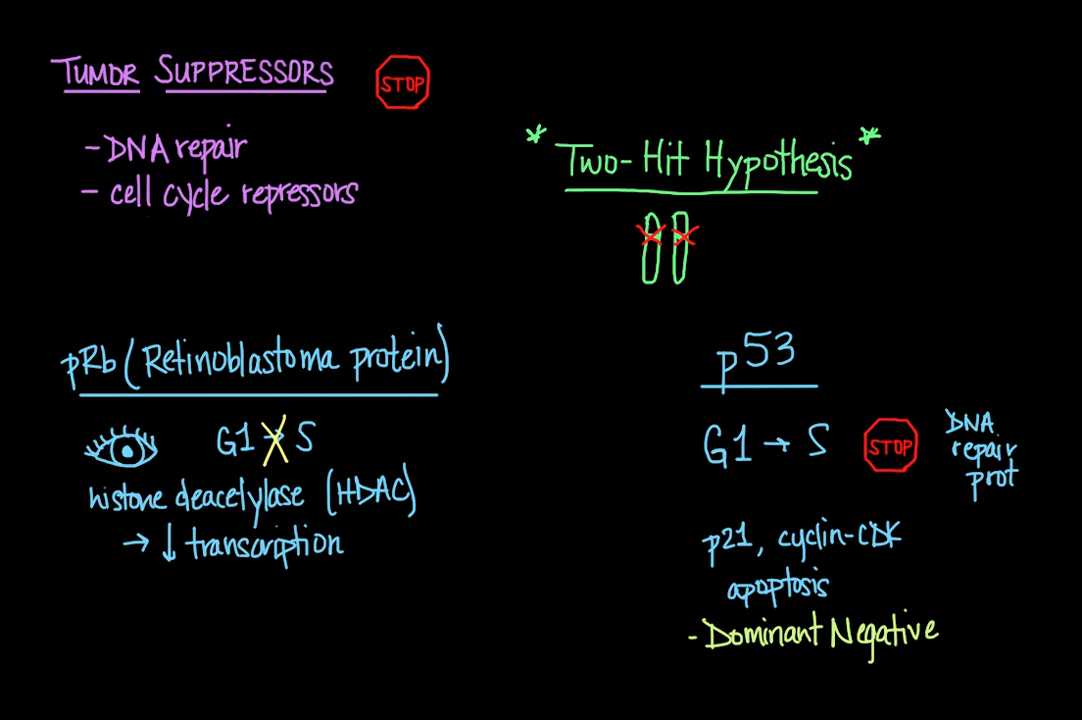 TUMOR SUPPRESSORS
STOP
- DNA repair
- cell cycle repressors
* Two-Hit Hypothesis *
pRb (Retinoblastoma protein)
G1 → S
histone deacelylase (HDAC)
→ ↓ transcription
p53
G1 → S
STOP
DNA
repair
prot
p21, cyclin-CDK
apoptosis
- Dominant Negative